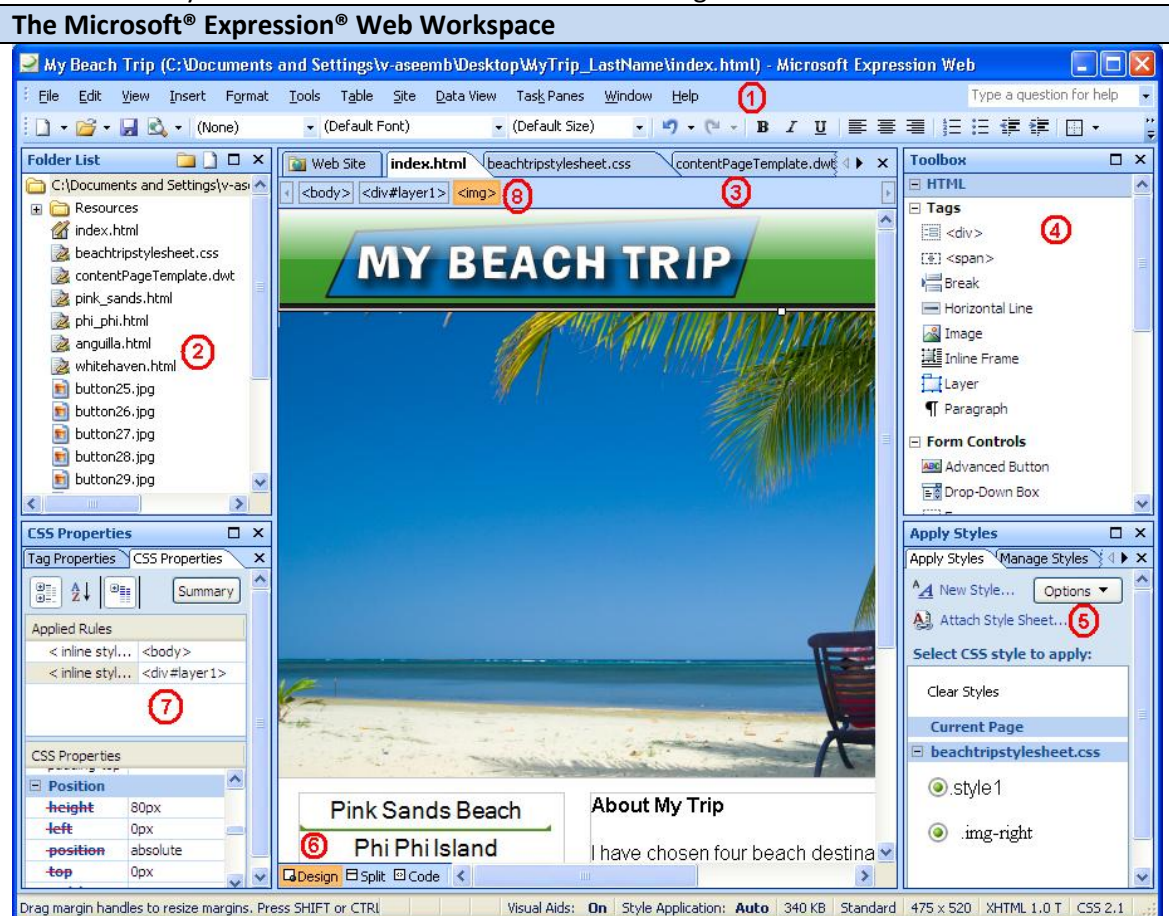 The Microsoft® Expression® Web Workspace
My Beach Trip (C:\Documents and Settings\v-aseemb\Desktop\MyTrip_LastName\index.html) - Microsoft Expression Web
File Edit View Insert Format Tools Table Site Data View Task Panes Window Help 1 Type a question for help
(None) (Default Font) (Default Size) B I U
Folder List
C:\Documents and Settings\v-as
Resources
index.html
beachtripstylesheet.css
contentPageTemplate.dwt
pink_sands.html
phi_phi.html
anguilla.html
2
whitehaven.html
button25.jpg
button26.jpg
button27.jpg
button28.jpg
button29.jpg
Web Site index.html beachtripstylesheet.css contentPageTemplate.dwt
<body> <div#layer1> <img> 8 3
MY BEACH TRIP
Toolbox
HTML
Tags
<div> 4
<span>
Break
Horizontal Line
Image
Inline Frame
Layer
Paragraph
Form Controls
Advanced Button
Drop-Down Box
CSS Properties
Tag Properties CSS Properties
Summary
Applied Rules
< inline styl... <body>
< inline styl... <div#layer1>
7
CSS Properties
Position
height 80px
left 0px
position absolute
top 0px
Pink Sands Beach
6 Phi Phi Island
About My Trip
I have chosen four beach destina
Design Split Code
Apply Styles
Apply Styles Manage Styles
New Style... Options
Attach Style Sheet... 5
Select CSS style to apply:
Clear Styles
Current Page
beachtripstylesheet.css
.style1
.img-right
Drag margin handles to resize margins. Press SHIFT or CTRL Visual Aids: On Style Application: Auto 340 KB Standard 475 x 520 XHTML 1.0 T CSS 2.1